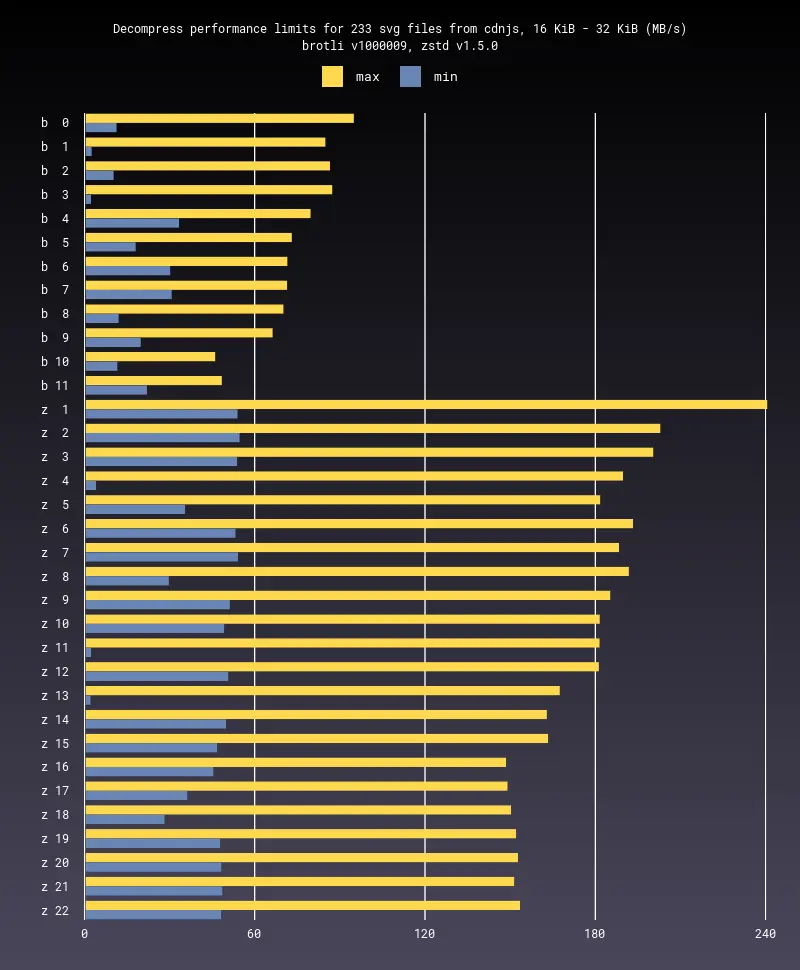 Decompress performance limits for 233 svg files from cdnjs, 16 KiB - 32 KiB (MB/s)
brotli v1000009, zstd v1.5.0
max min
b 0
b 1
b 2
b 3
b 4
b 5
b 6
b 7
b 8
b 9
b 10
b 11
z 1
z 2
z 3
z 4
z 5
z 6
z 7
z 8
z 9
z 10
z 11
z 12
z 13
z 14
z 15
z 16
z 17
z 18
z 19
z 20
z 21
z 22
0 60 120 180 240